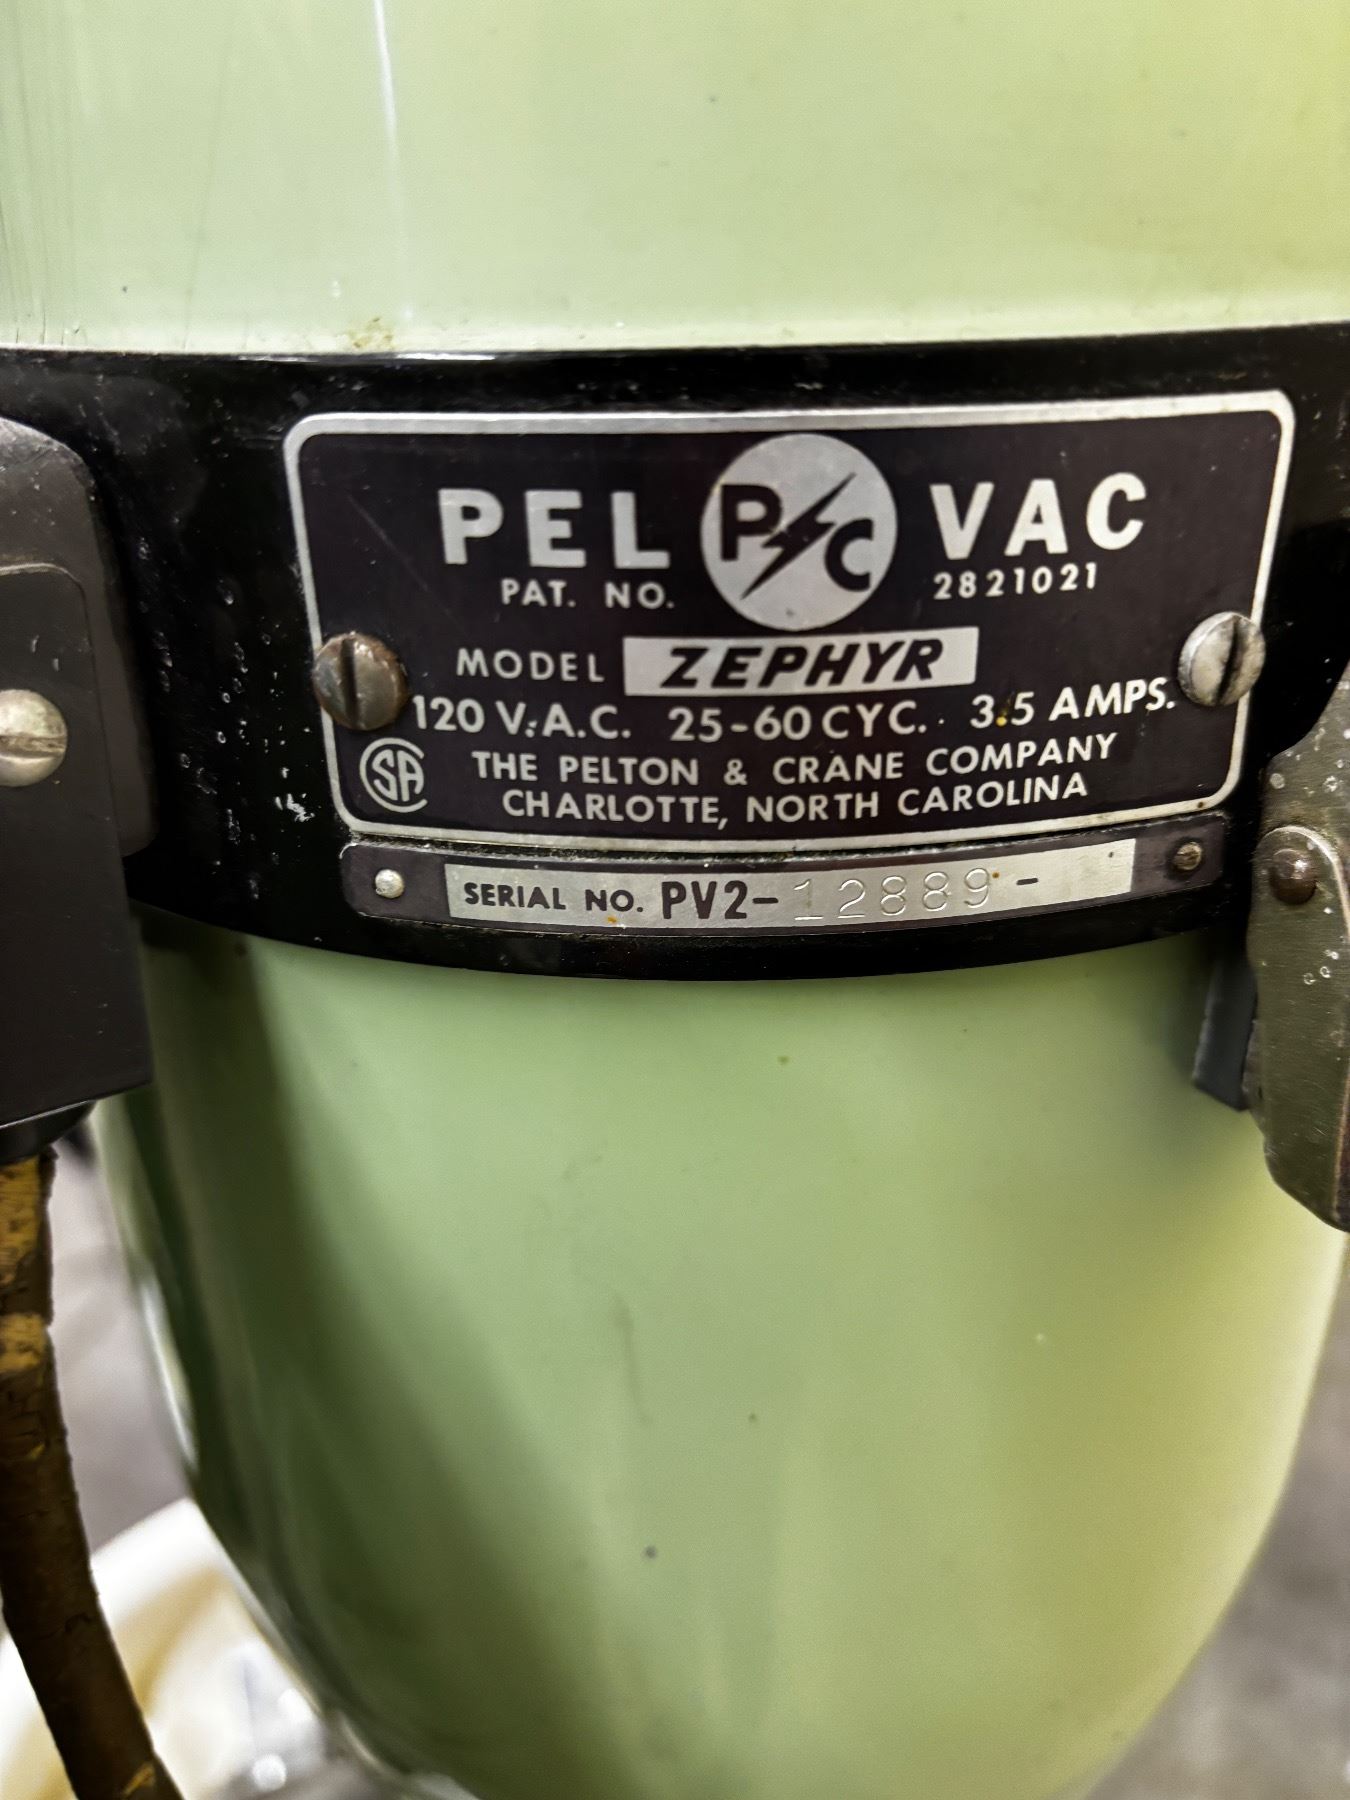 PEL P C VAC
PAT. NO. 2821021
MODEL ZEPHYR
120 V.A.C. 25-60 CYC. 3.5 AMPS.
CSA THE PELTON & CRANE COMPANY
CHARLOTTE, NORTH CAROLINA
SERIAL NO. PV2-12889-